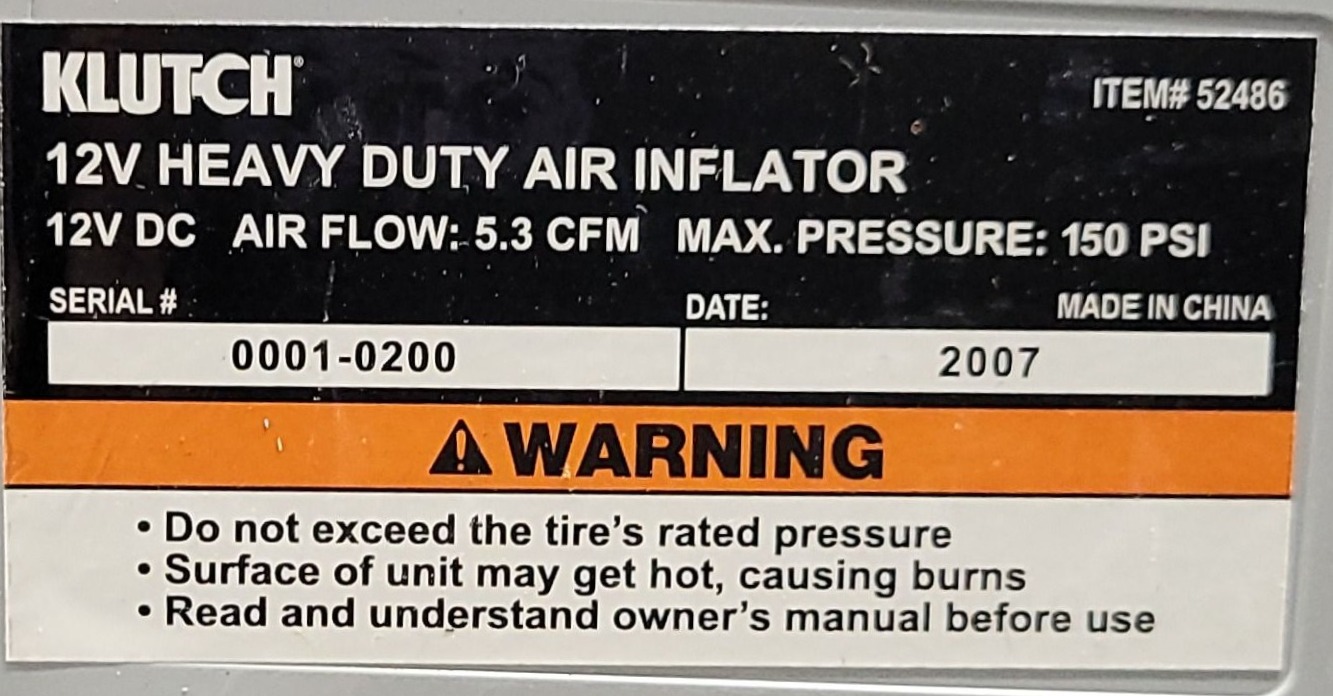 KLUTCH®
ITEM# 52486
12V HEAVY DUTY AIR INFLATOR
12V DC AIR FLOW: 5.3 CFM MAX. PRESSURE: 150 PSI
SERIAL # DATE: MADE IN CHINA
0001-0200 2007
WARNING
• Do not exceed the tire's rated pressure
• Surface of unit may get hot, causing burns
• Read and understand owner's manual before use